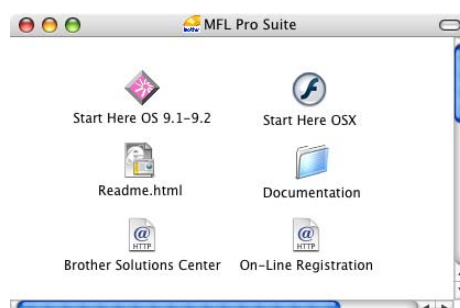 MFL Pro Suite
Start Here OS 9.1-9.2
Start Here OSX
Readme.html
Documentation
@
HTTP
@
HTTP
Brother Solutions Center
On-Line Registration